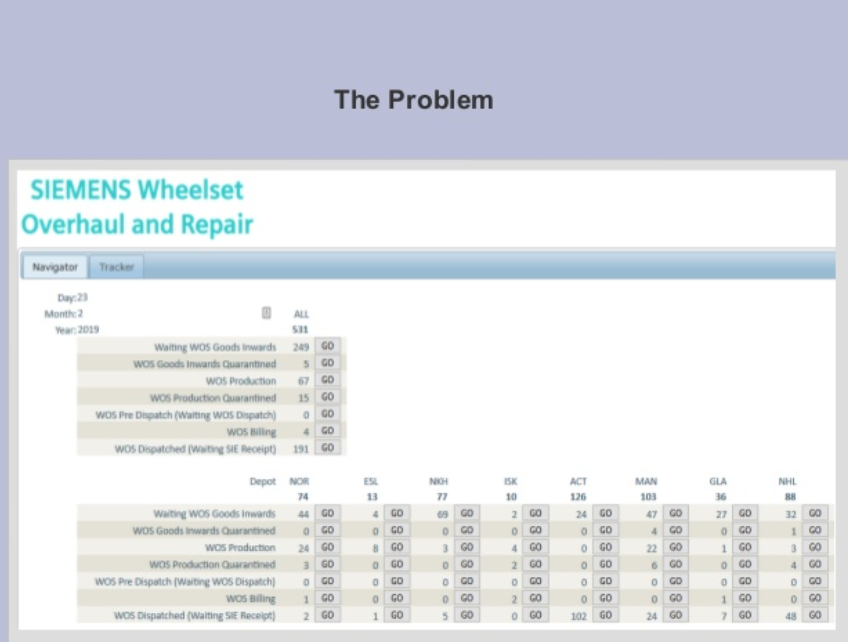 The Problem
SIEMENS Wheelset
Overhaul and Repair
Navigator Tracker
Day:23
Month:2 ALL
Year:2019 531
Waiting WOS Goods Inwards 249 GO
WOS Goods Inwards Quarantined 5 GO
WOS Production 67 GO
WOS Production Quarantined 15 GO
WOS Pre Dispatch (Waiting WOS Dispatch) 0 GO
WOS Billing 4 GO
WOS Dispatched (Waiting SIE Receipt) 191 GO
Depot NOR ESL NKH ISK ACT MAN GLA NHL
74 13 77 10 126 103 36 88
Waiting WOS Goods Inwards 44 GO 4 GO 69 GO 2 GO 24 GO 47 GO 27 GO 32 GO
WOS Goods Inwards Quarantined 0 GO 0 GO 0 GO 0 GO 0 GO 4 GO 0 GO 1 GO
WOS Production 24 GO 8 GO 3 GO 4 GO 0 GO 22 GO 1 GO 3 GO
WOS Production Quarantined 3 GO 0 GO 0 GO 2 GO 0 GO 6 GO 0 GO 4 GO
WOS Pre Dispatch (Waiting WOS Dispatch) 0 GO 0 GO 0 GO 0 GO 0 GO 0 GO 0 GO 0 GO
WOS Billing 1 GO 0 GO 0 GO 2 GO 0 GO 0 GO 1 GO 0 GO
WOS Dispatched (Waiting SIE Receipt) 2 GO 1 GO 5 GO 0 GO 102 GO 24 GO 7 GO 48 GO